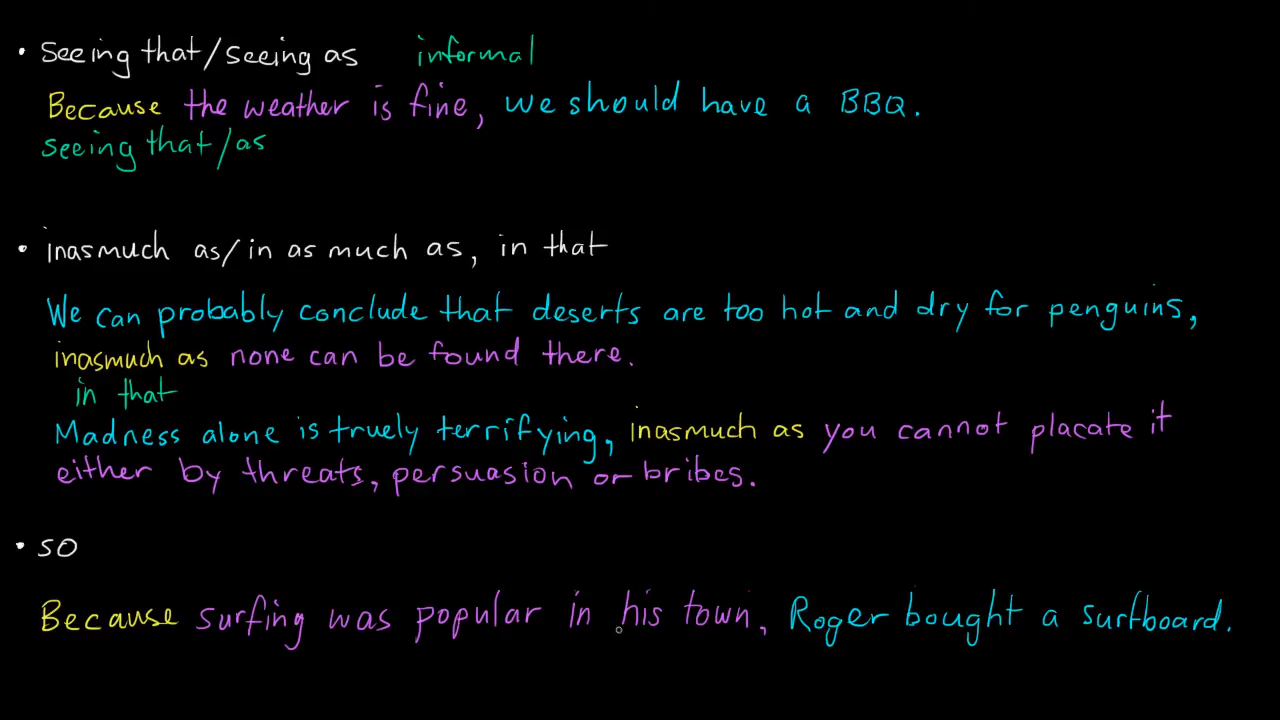 • Seeing that/seeing as informal
Because the weather is fine, we should have a BBQ.
seeing that/as
• inasmuch as/in as much as, in that
We can probably conclude that deserts are too hot and dry for penguins,
inasmuch as none can be found there.
in that
Madness alone is truely terrifying, inasmuch as you cannot placate it
either by threats, persuasion or bribes.
• so
Because surfing was popular in his town, Roger bought a surfboard.